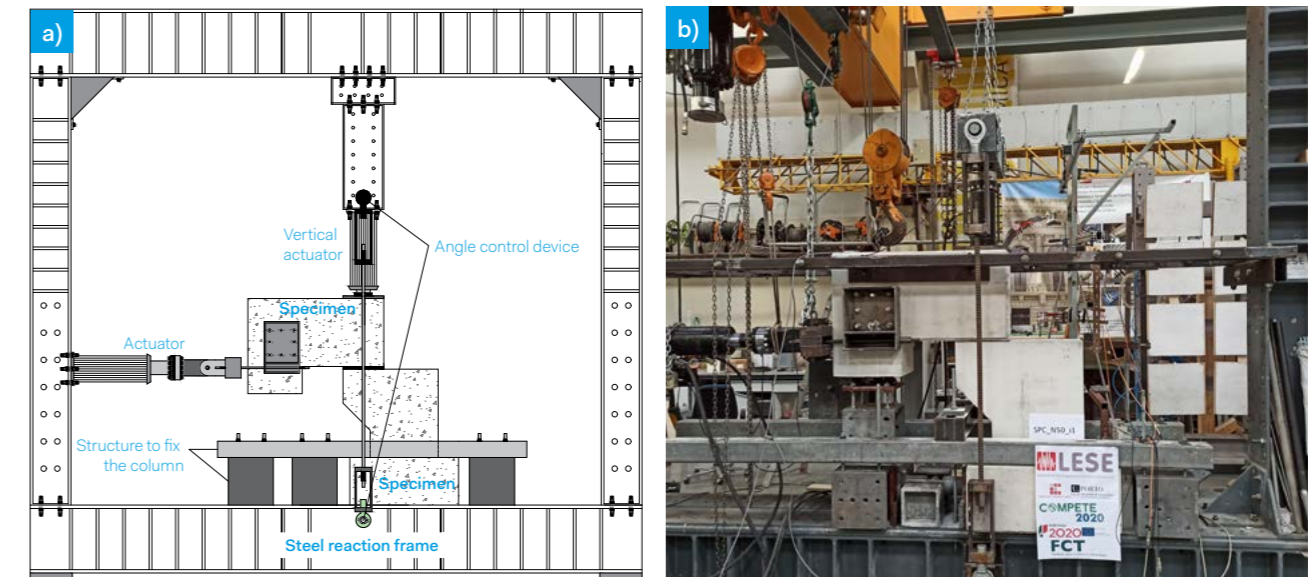 a)
Vertical
actuator
Angle control device
Specimen
Actuator
Structure to fix
the column
Specimen
Steel reaction frame
b)
SPC_N50_i1
LESE
COMPETE
2020
2020
FCT